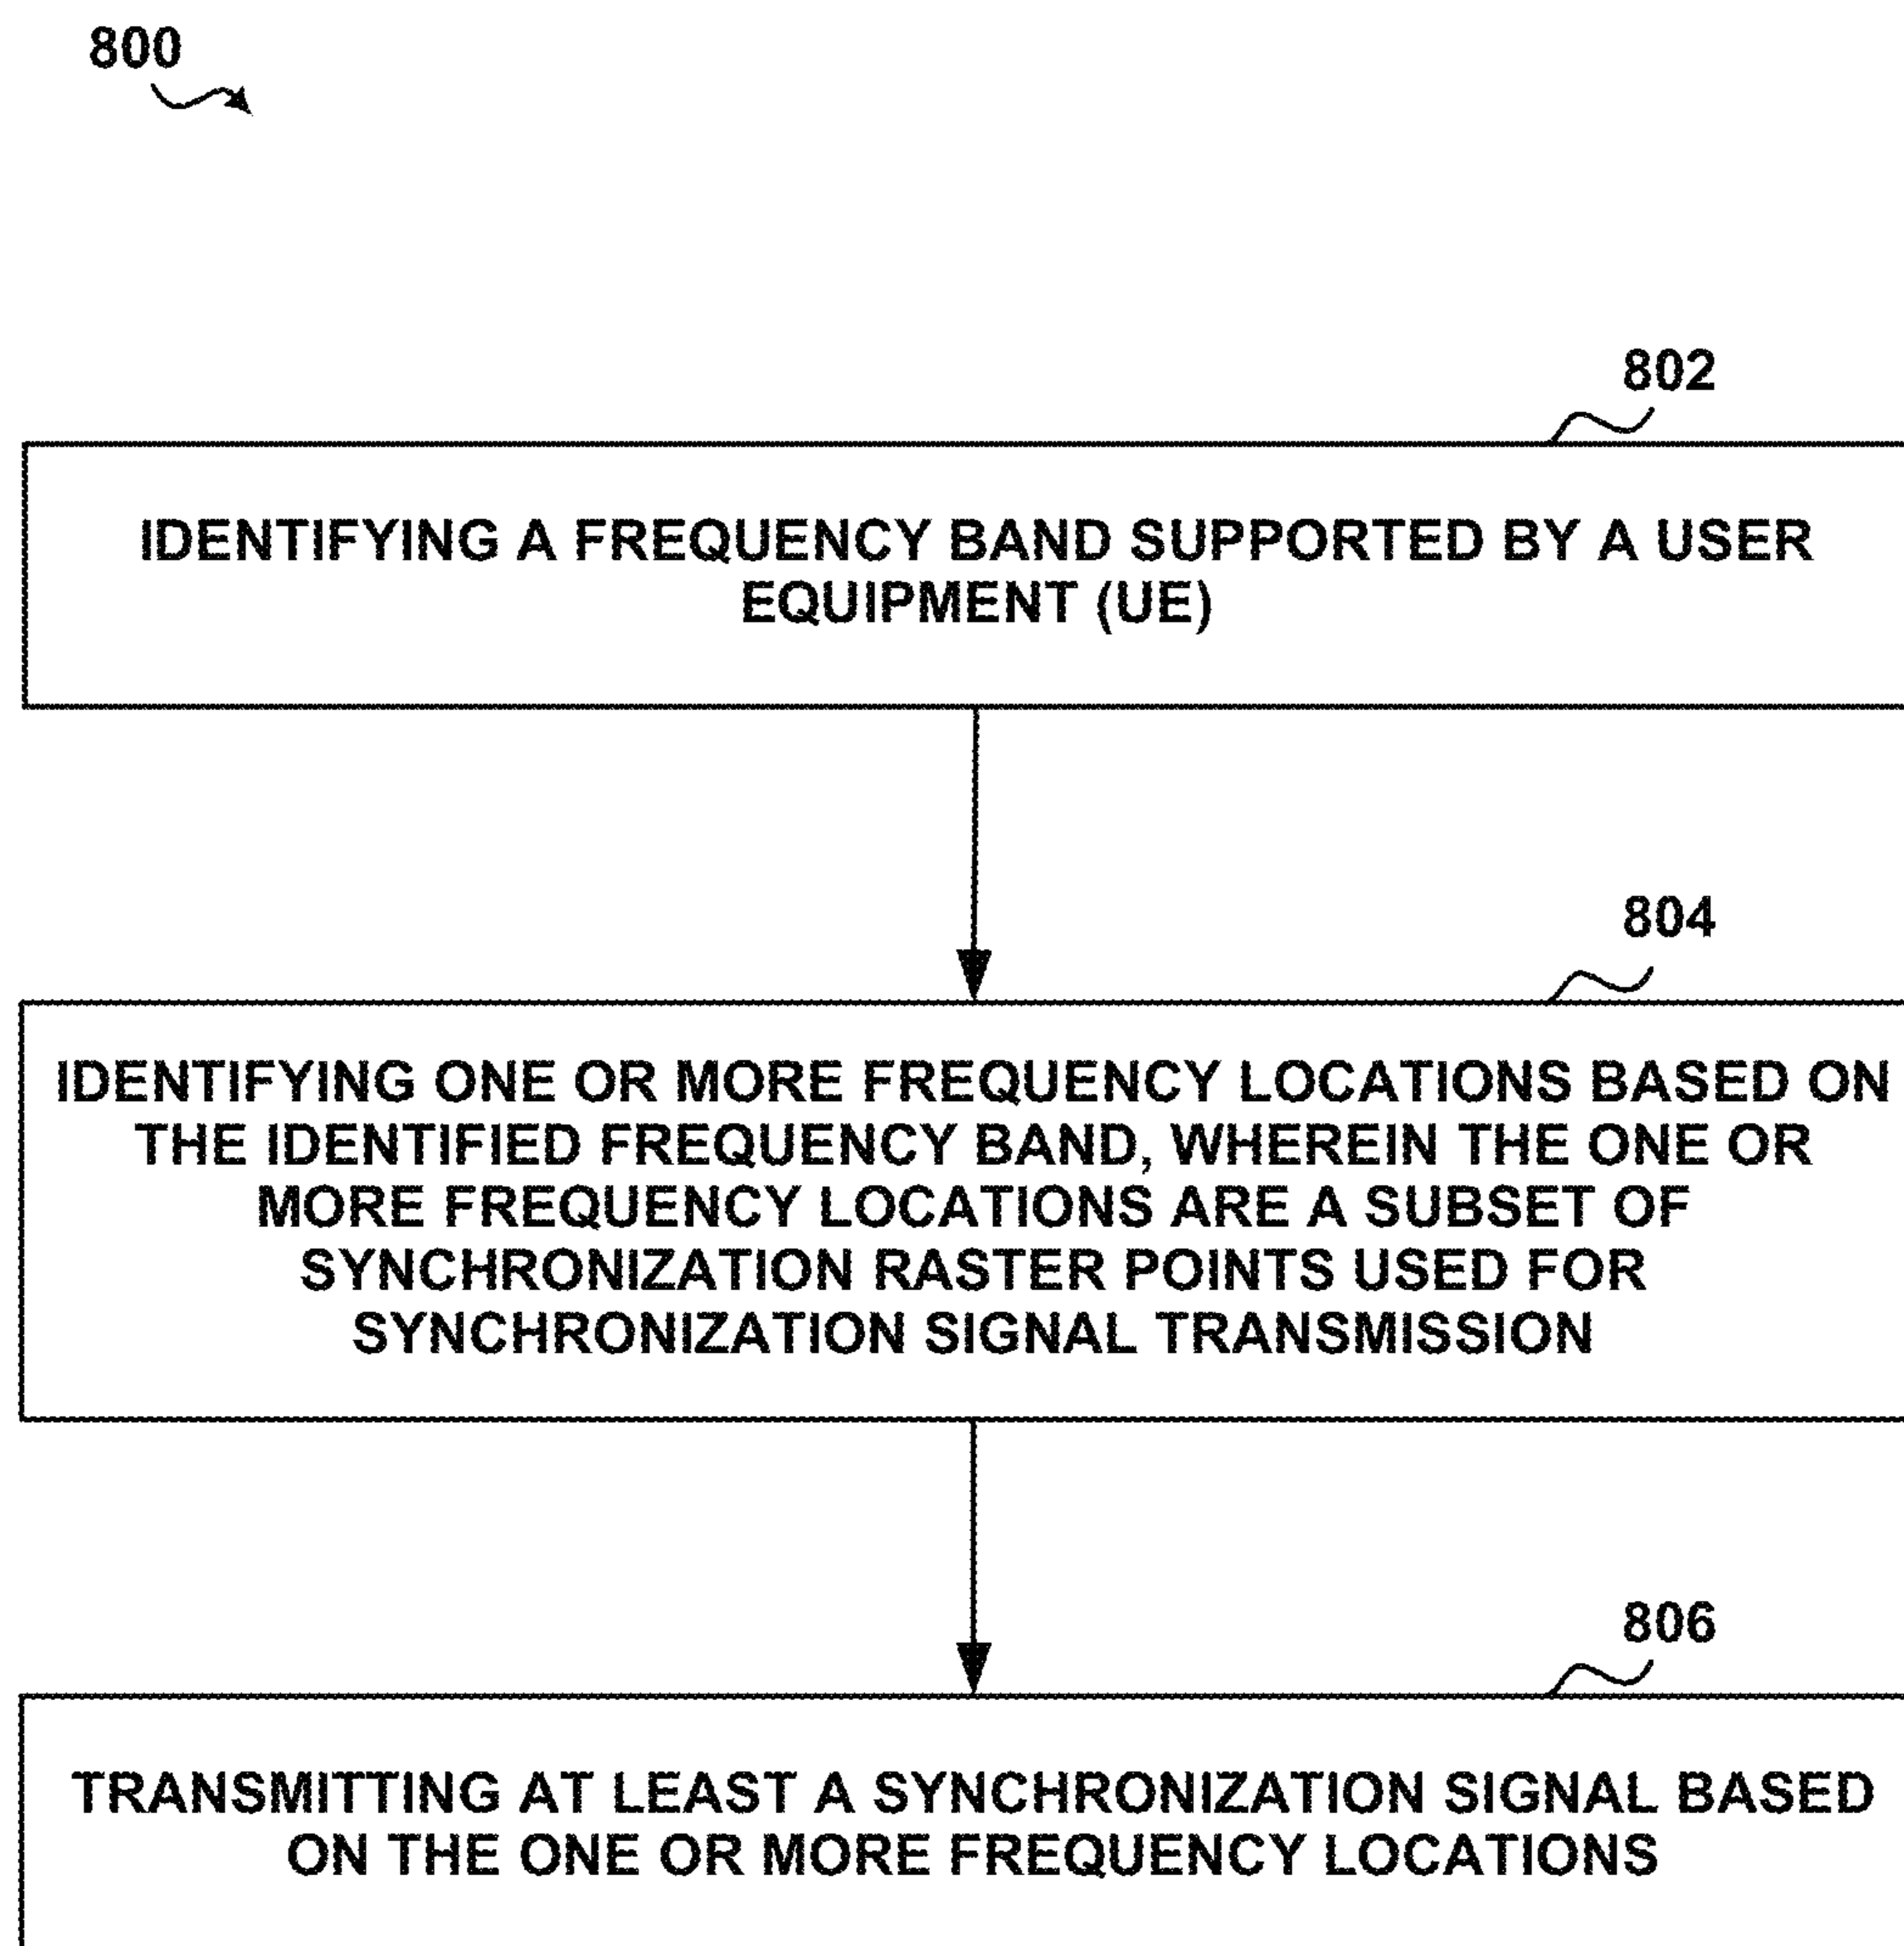 800
802
IDENTIFYING A FREQUENCY BAND SUPPORTED BY A USER
EQUIPMENT (UE)
804
IDENTIFYING ONE OR MORE FREQUENCY LOCATIONS BASED ON
THE IDENTIFIED FREQUENCY BAND, WHEREIN THE ONE OR
MORE FREQUENCY LOCATIONS ARE A SUBSET OF
SYNCHRONIZATION RASTER POINTS USED FOR
SYNCHRONIZATION SIGNAL TRANSMISSION
806
TRANSMITTING AT LEAST A SYNCHRONIZATION SIGNAL BASED
ON THE ONE OR MORE FREQUENCY LOCATIONS